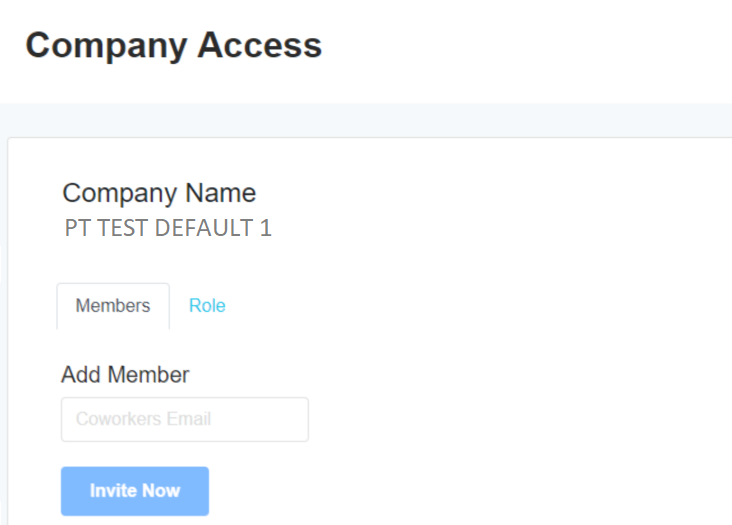 Company Access
Company Name
PT TEST DEFAULT 1
Members Role
Add Member
Coworkers Email
Invite Now